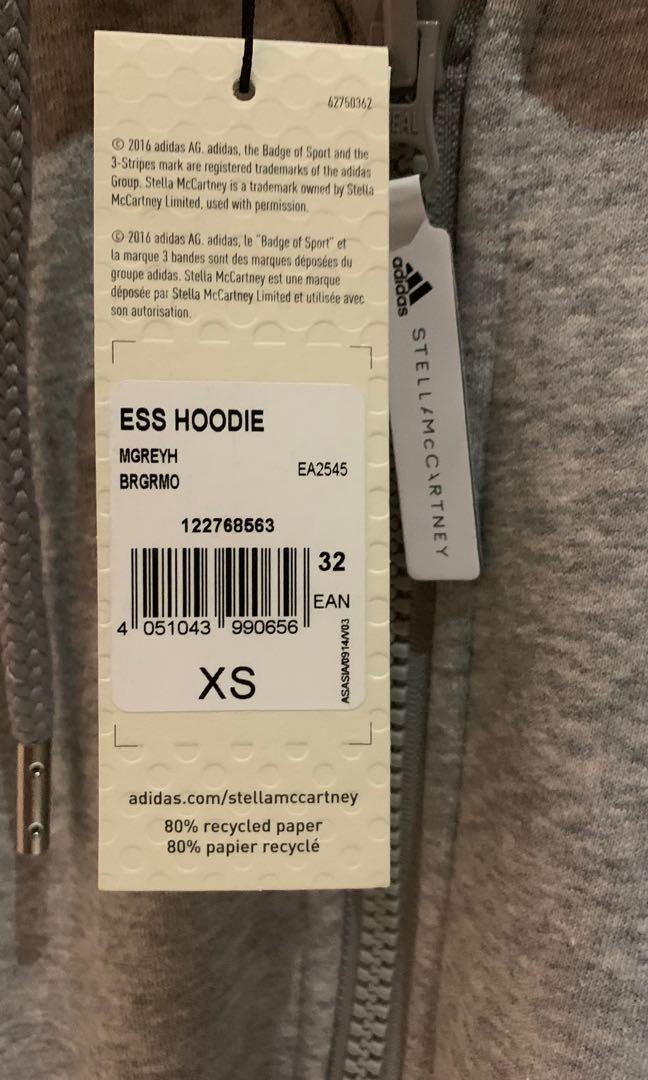 62750362
© 2016 adidas AG. adidas, the Badge of Sport and the
3-Stripes mark are registered trademarks of the adidas
Group. Stella McCartney is a trademark owned by Stella
McCartney Limited, used with permission.
© 2016 adidas AG. adidas, le "Badge of Sport" et
la marque 3 bandes sont des marques déposées du
groupe adidas. Stella McCartney est une marque
déposée par Stella McCartney Limited et utilisée avec
son autorisation.
ESS HOODIE
MGREYH
BRGRMO
EA2545
122768563
32
EAN
4 051043 990656
XS
ASASIA/0914/V03
adidas.com/stellamccartney
80% recycled paper
80% papier recyclé
adidas
STELLA McCARTNEY